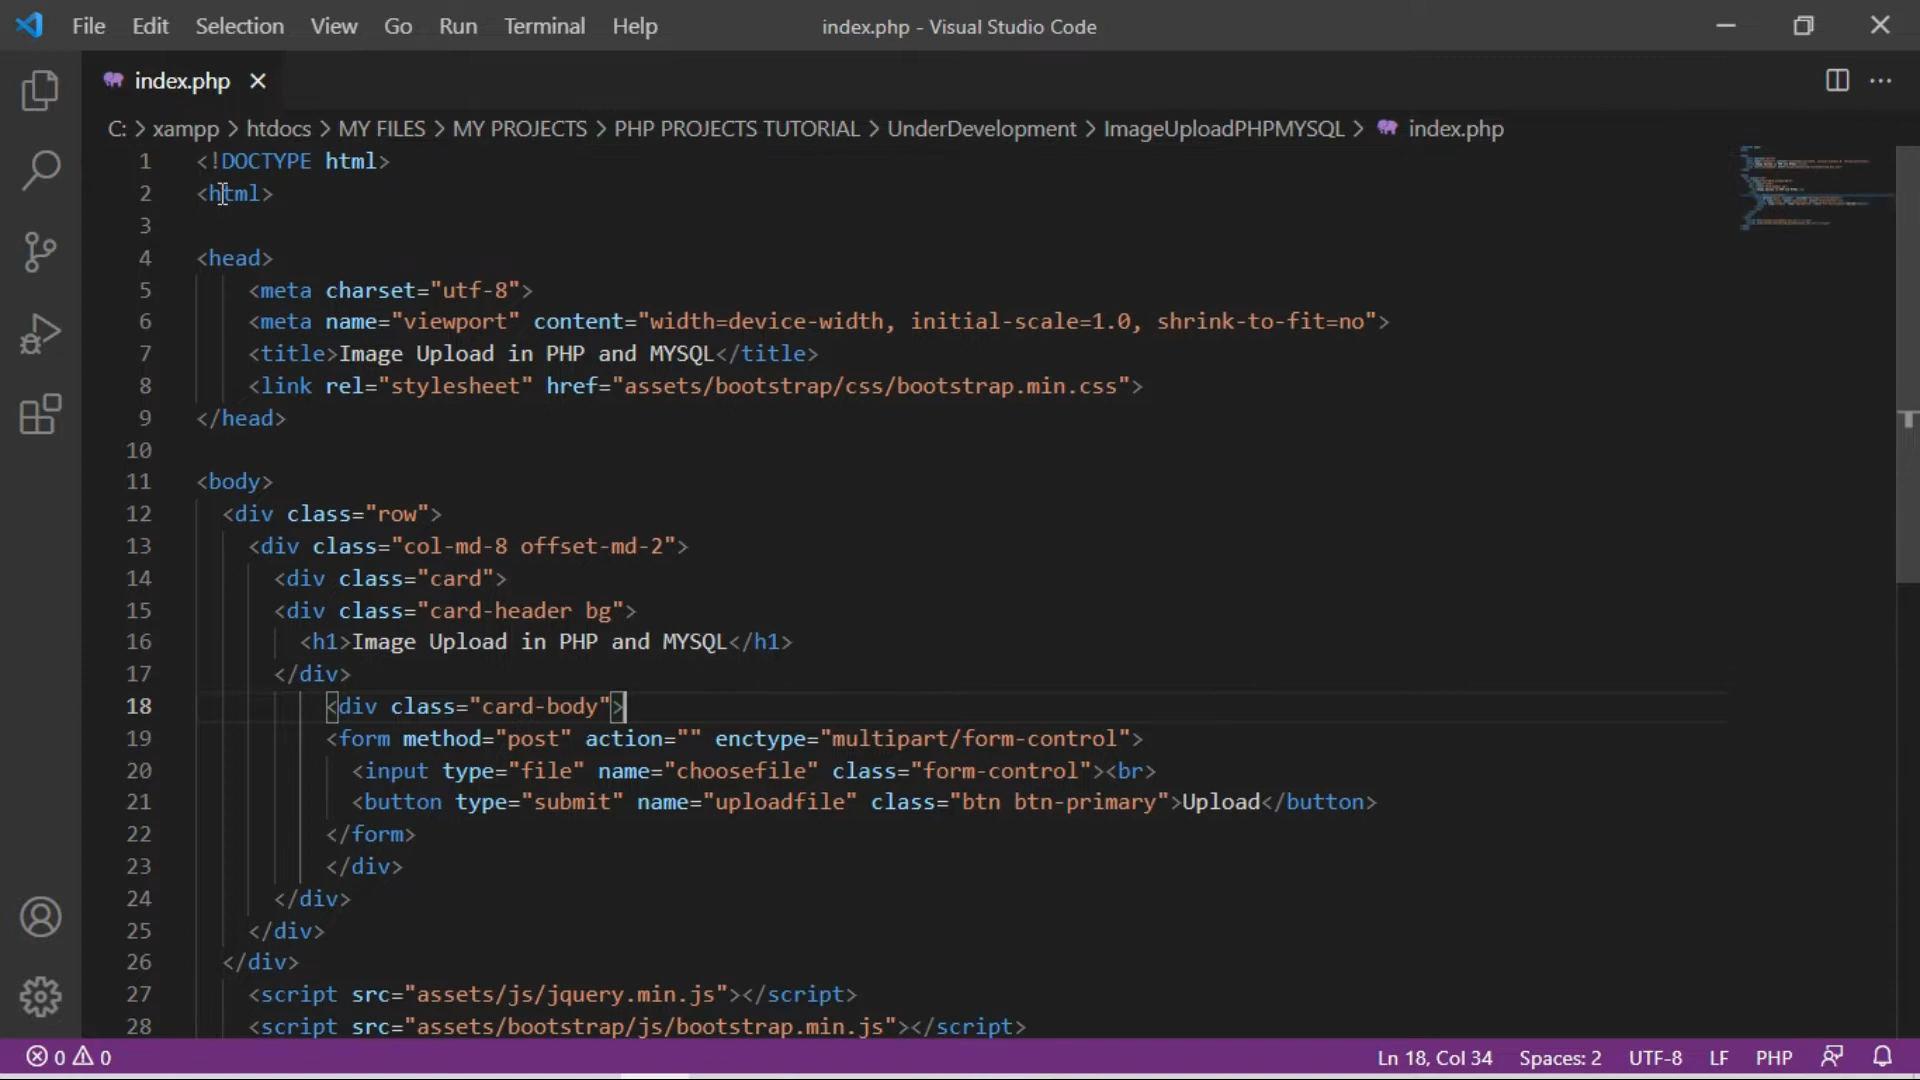 File Edit Selection View Go Run Terminal Help index.php - Visual Studio Code
index.php
C: > xampp > htdocs > MY FILES > MY PROJECTS > PHP PROJECTS TUTORIAL > UnderDevelopment > ImageUploadPHPMYSQL > index.php
1 <!DOCTYPE html>
2 <html>
3
4 <head>
5 <meta charset="utf-8">
6 <meta name="viewport" content="width=device-width, initial-scale=1.0, shrink-to-fit=no">
7 <title>Image Upload in PHP and MYSQL</title>
8 <link rel="stylesheet" href="assets/bootstrap/css/bootstrap.min.css">
9 </head>
10
11 <body>
12 <div class="row">
13 <div class="col-md-8 offset-md-2">
14 <div class="card">
15 <div class="card-header bg">
16 <h1>Image Upload in PHP and MYSQL</h1>
17 </div>
18 <div class="card-body">
19 <form method="post" action="" enctype="multipart/form-control">
20 <input type="file" name="choosefile" class="form-control"><br>
21 <button type="submit" name="uploadfile" class="btn btn-primary">Upload</button>
22 </form>
23 </div>
24 </div>
25 </div>
26 </div>
27 <script src="assets/js/jquery.min.js"></script>
28 <script src="assets/bootstrap/js/bootstrap.min.js"></script>
0 0 Ln 18, Col 34 Spaces: 2 UTF-8 LF PHP